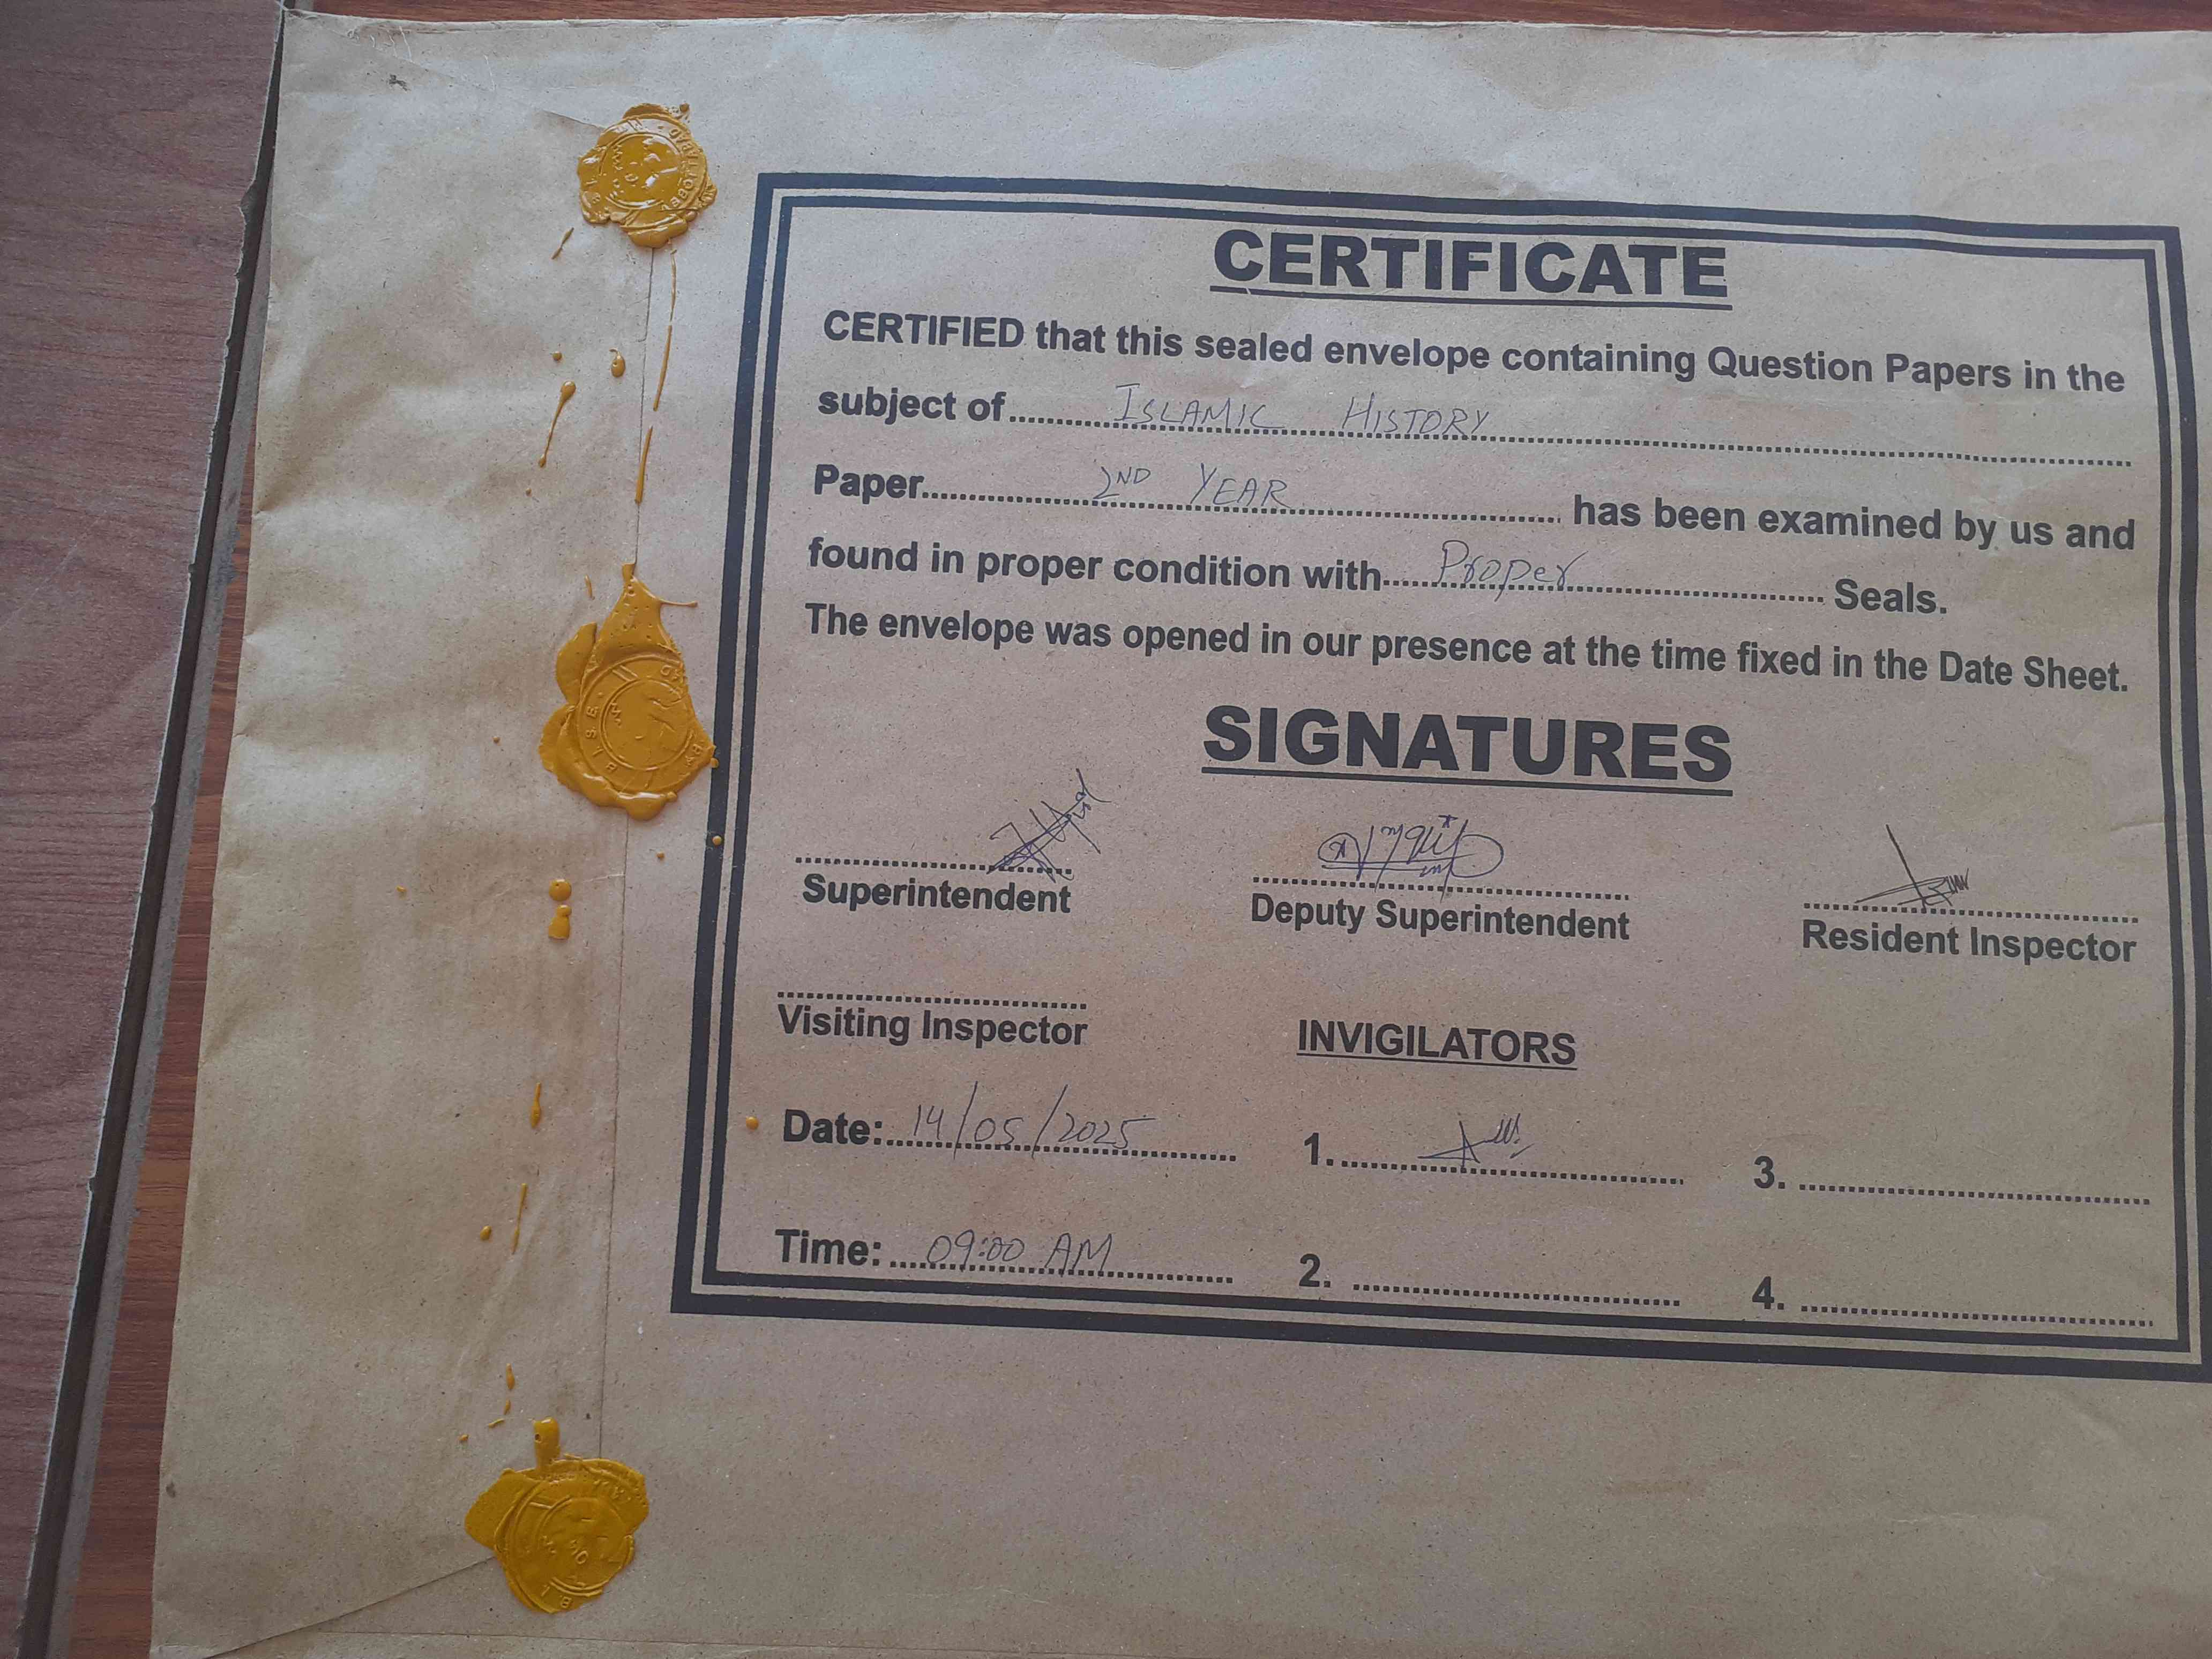 CERTIFICATE
CERTIFIED that this sealed envelope containing Question Papers in the
subject of ISLAMIC HISTORY
Paper 2ND YEAR has been examined by us and
found in proper condition with Proper Seals.
The envelope was opened in our presence at the time fixed in the Date Sheet.
SIGNATURES
Superintendent
Deputy Superintendent
Resident Inspector
Visiting Inspector
INVIGILATORS
Date: 14/05/2025
1.
3.
Time: 09:00 AM
2.
4.